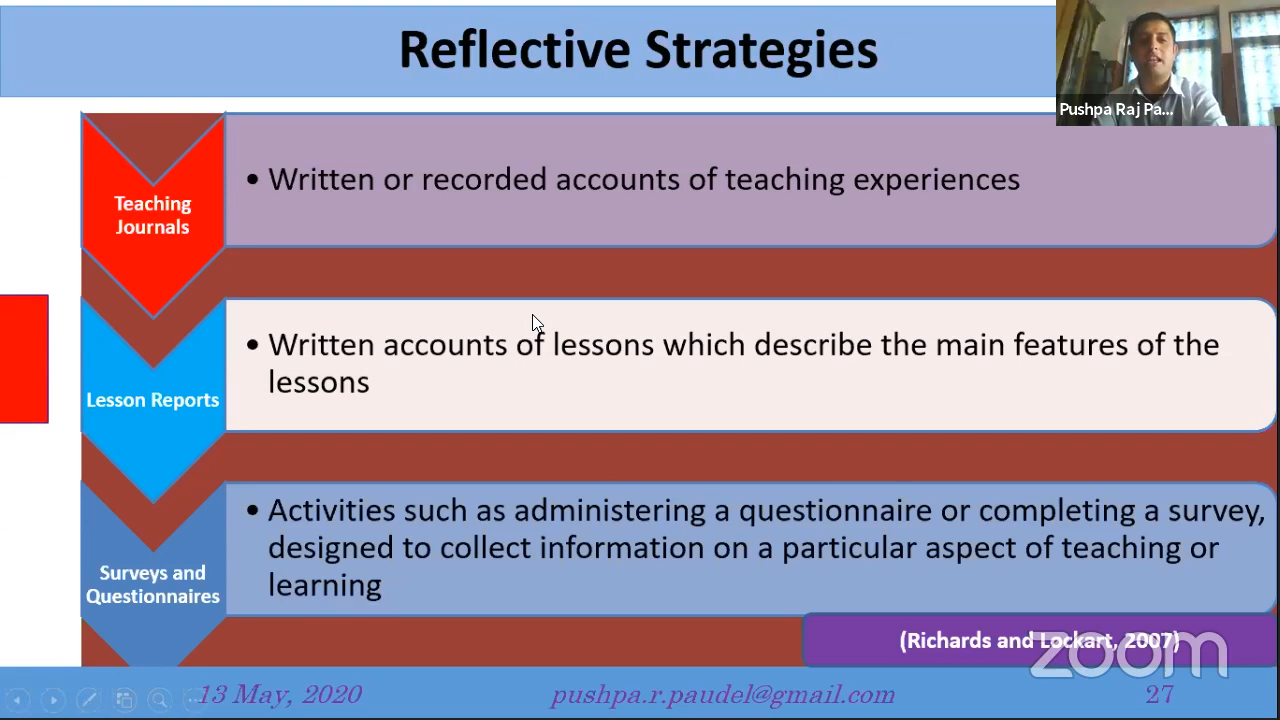 Reflective Strategies
Pushpa Raj Pa...
Teaching
Journals
• Written or recorded accounts of teaching experiences
Lesson Reports
• Written accounts of lessons which describe the main features of the
lessons
Surveys and
Questionnaires
• Activities such as administering a questionnaire or completing a survey,
designed to collect information on a particular aspect of teaching or
learning
(Richards and Lockart, 2007)
zoom
13 May, 2020
pushpa.r.paudel@gmail.com
27